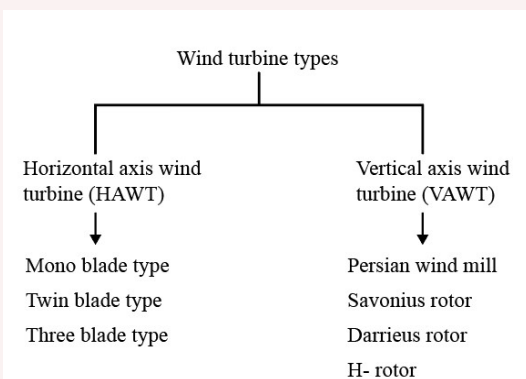 Wind turbine types
Horizontal axis wind
turbine (HAWT)
Mono blade type
Twin blade type
Three blade type
Vertical axis wind
turbine (VAWT)
Persian wind mill
Savonius rotor
Darrieus rotor
H- rotor